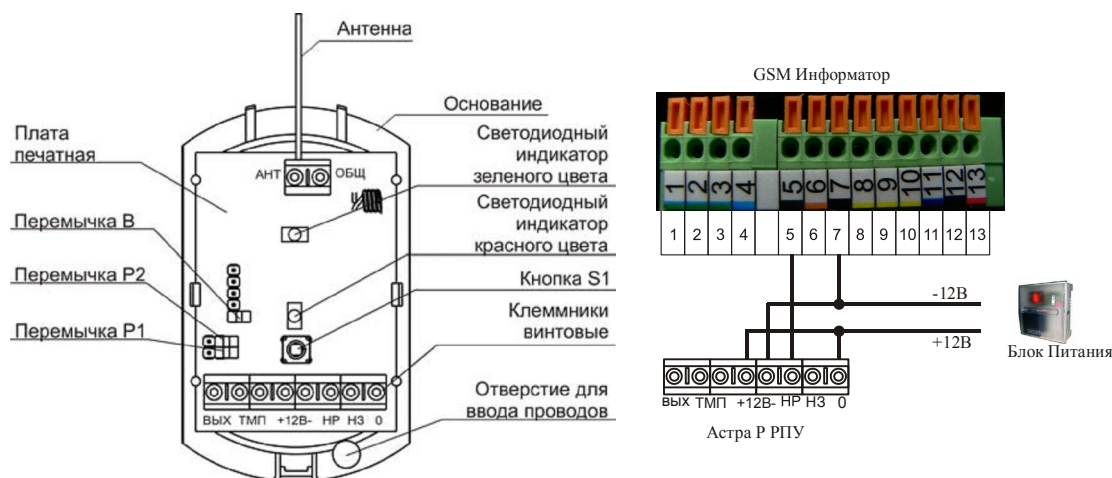 Антенна
Основание
Плата
печатная
Светодиодный
индикатор
зеленого цвета
АНТ
ОБЩ
Светодиодный
индикатор
красного цвета
Перемычка В
Перемычка Р2
Кнопка S1
Клеммники
винтовые
Перемычка Р1
Отверстие для
ввода проводов
ВЫХ ТМП +12В- НР НЗ 0
GSM Информатор
1 2 3 4 5 6 7 8 9 10 11 12 13
1 2 3 4 5 6 7 8 9 10 11 12 13
-12В
+12В
Блок Питания
ВЫХ ТМП +12В- НР НЗ 0
Астра Р РПУ